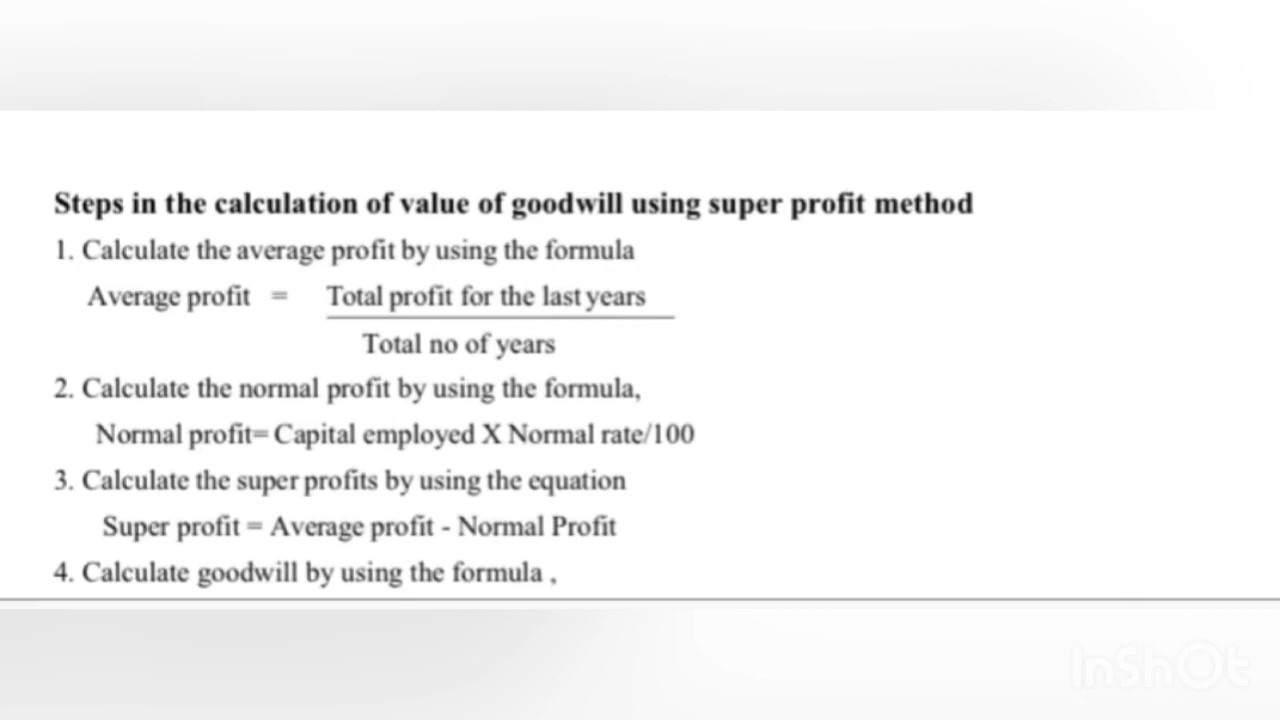 Steps in the calculation of value of goodwill using super profit method
1. Calculate the average profit by using the formula
Average profit = Total profit for the last years
Total no of years
2. Calculate the normal profit by using the formula,
Normal profit= Capital employed X Normal rate/100
3. Calculate the super profits by using the equation
Super profit = Average profit - Normal Profit
4. Calculate goodwill by using the formula ,
InShOt